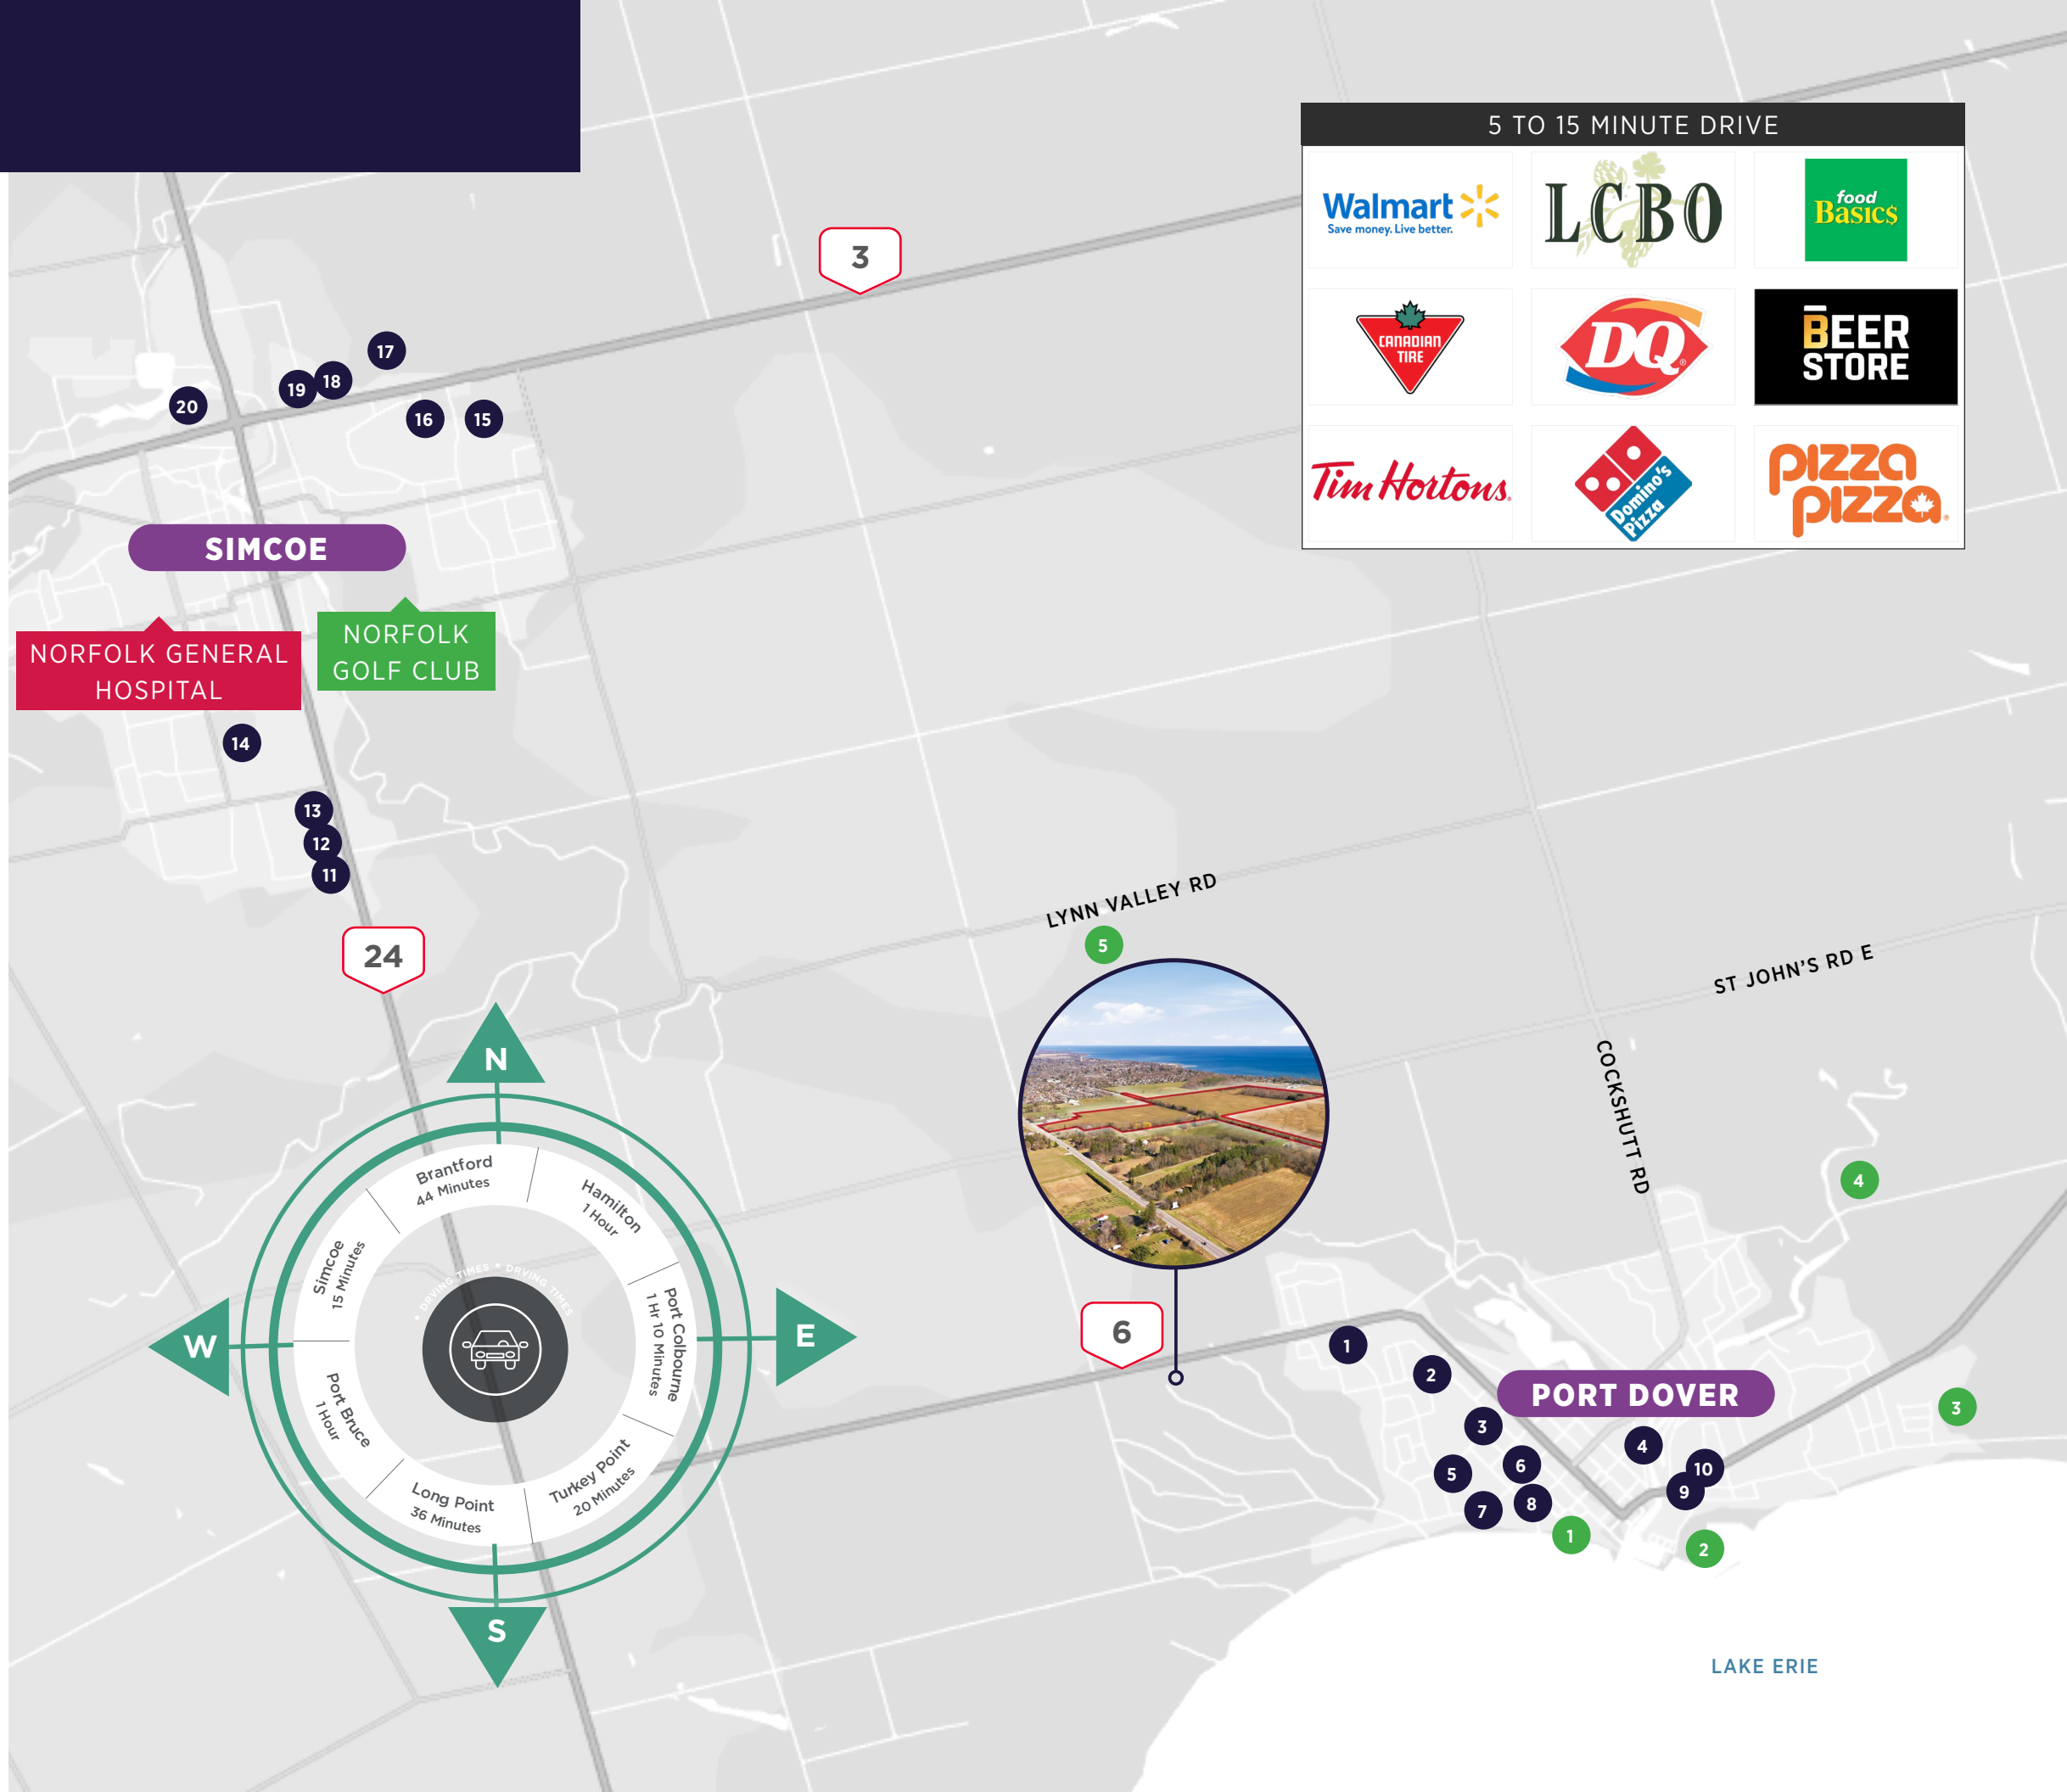 5 TO 15 MINUTE DRIVE
Walmart
Save money. Live better.
LCBO
food
Basic$
CANADIAN
TIRE
DQ
BEER
STORE
Tim Hortons
Domino's
Pizza
pizza
pizza
3
17
18
19
20
16
15
SIMCOE
NORFOLK GENERAL
HOSPITAL
NORFOLK
GOLF CLUB
14
13
12
11
24
LYNN VALLEY RD
5
ST JOHN'S RD E
COCKSHUTT RD
4
N
E
S
W
Brantford
44 Minutes
Hamilton
1 Hour
Port Colbourne
1 Hr 10 Minutes
Turkey Point
20 Minutes
Long Point
36 Minutes
Port Bruce
1 Hour
Simcoe
15 Minutes
• DRVING TIMES • DRVING TIMES
6
1
2
PORT DOVER
3
3
4
5
6
10
9
7
8
1
2
LAKE ERIE